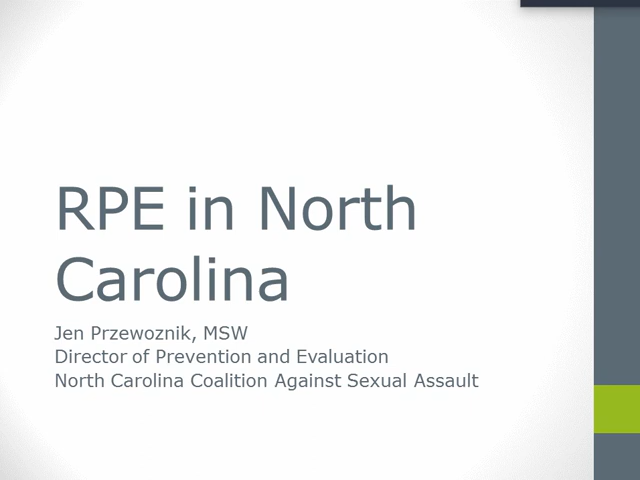 RPE in North
Carolina
Jen Przewoznik, MSW
Director of Prevention and Evaluation
North Carolina Coalition Against Sexual Assault